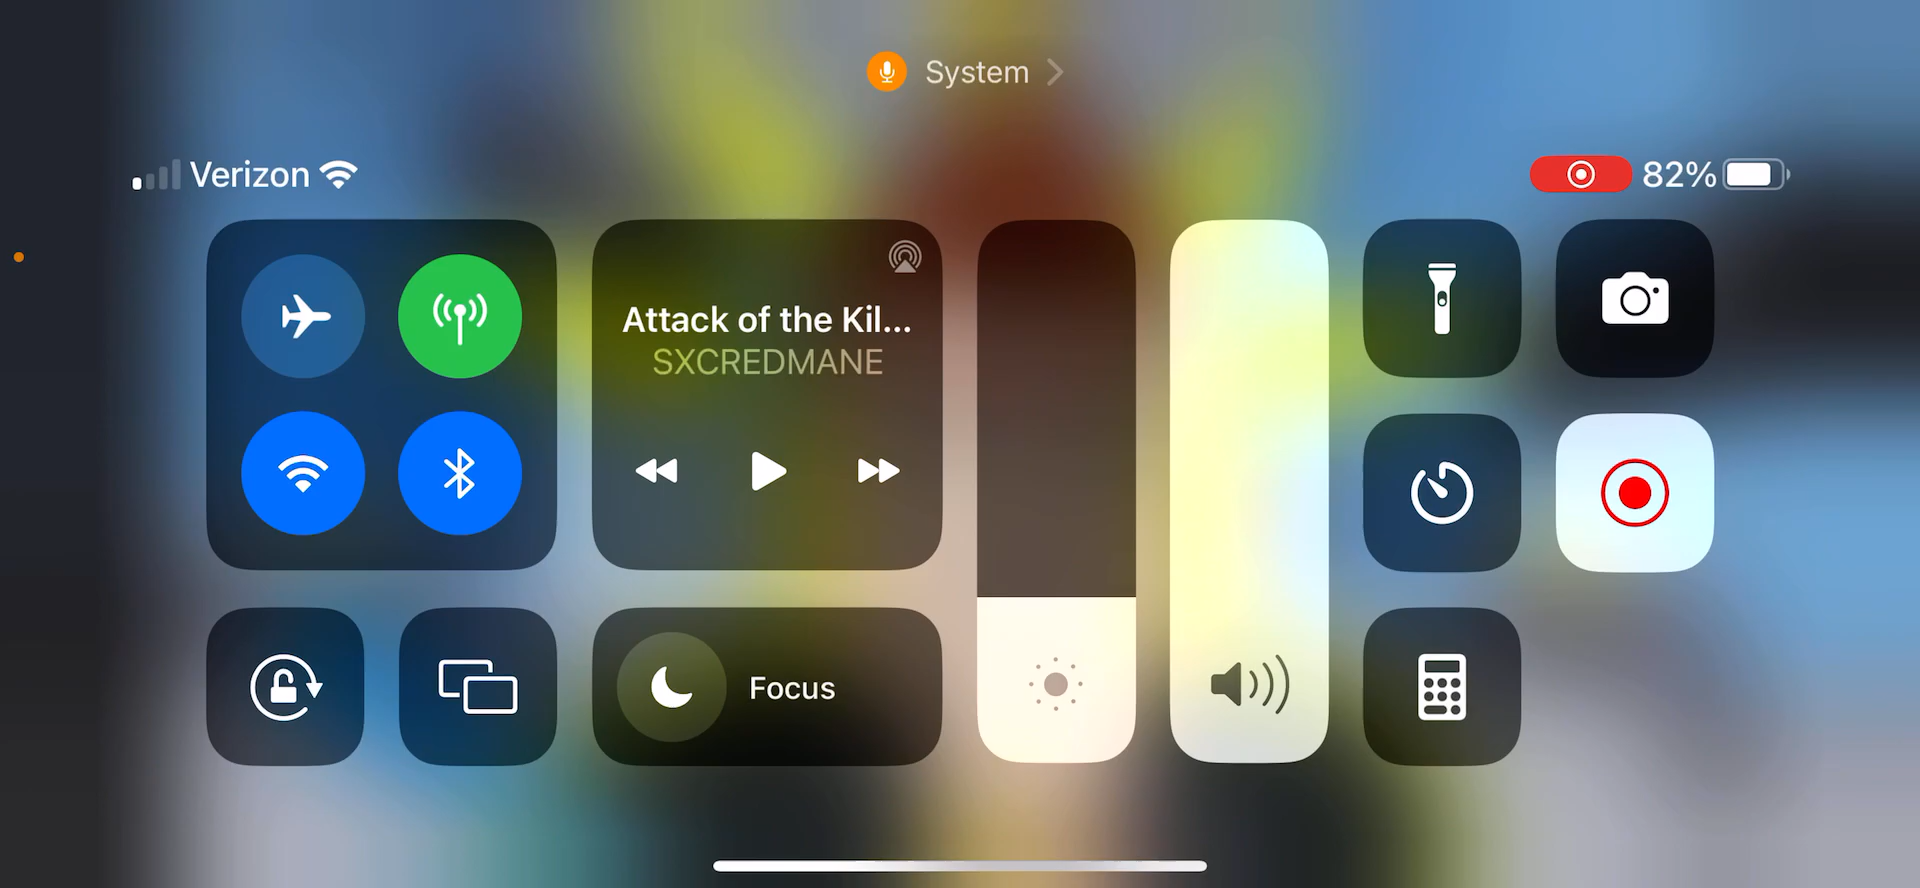 System
Verizon
82%
Attack of the Kil...
SXCREDMANE
Focus